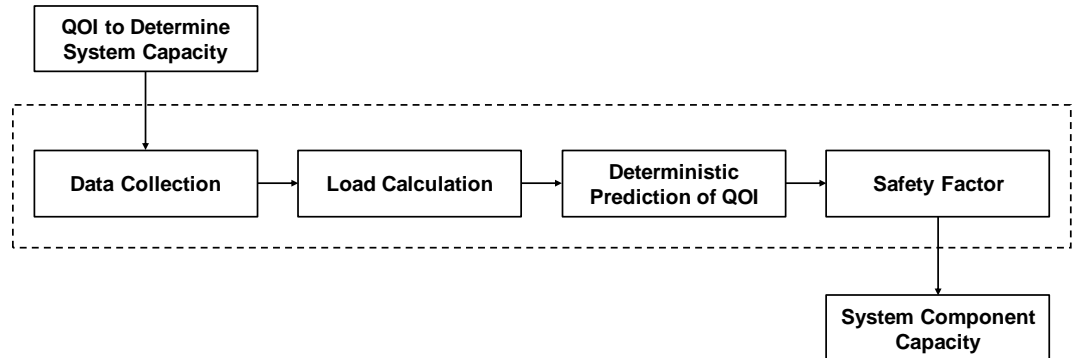 QOI to Determine
System Capacity
Data Collection
Load Calculation
Deterministic
Prediction of QOI
Safety Factor
System Component
Capacity